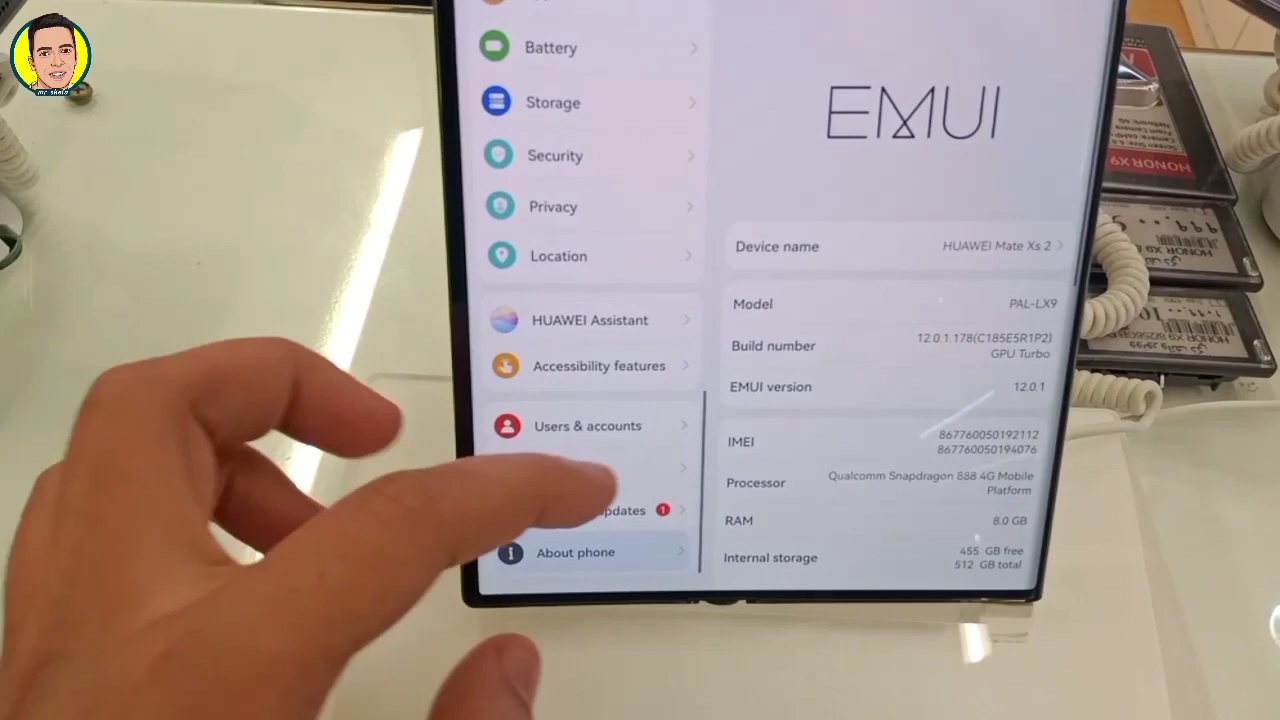 mr shelo
Battery
Storage
Security
Privacy
Location
HUAWEI Assistant
Accessibility features
Users & accounts
updates
1
About phone
EMUI
Device name
HUAWEI Mate Xs 2
Model
PAL-LX9
Build number
12.0.1.178(C185E5R1P2)
GPU Turbo
EMUI version
12.0.1
IMEI
867760050192112
867760050194076
Processor
Qualcomm Snapdragon 888 4G Mobile
Platform
RAM
8.0 GB
Internal storage
455 GB free
512 GB total
HONOR X9